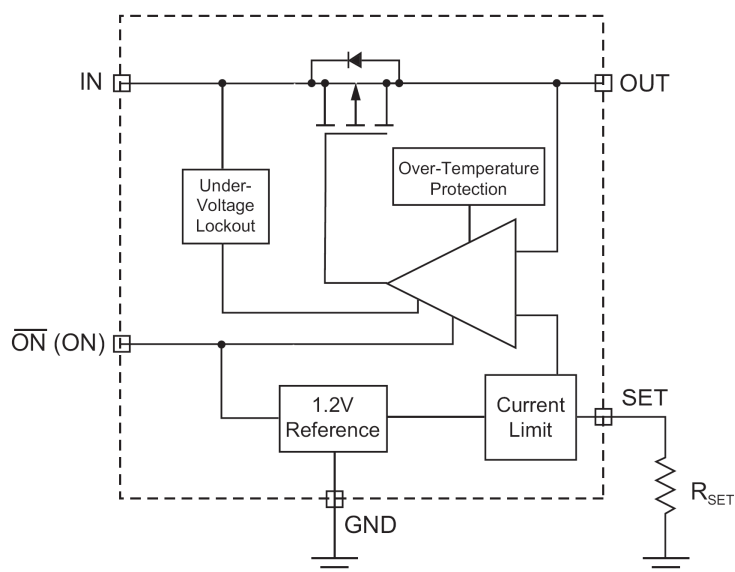 IN
OUT
Over-Temperature
Protection
Under-
Voltage
Lockout
ON (ON)
1.2V
Reference
Current
Limit
SET
GND
RSET